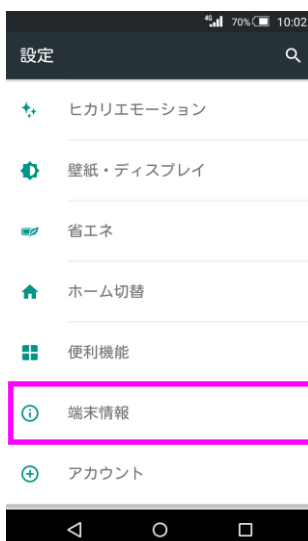 4G 70% 10:02
設定
ヒカリエモーション
壁紙・ディスプレイ
省エネ
ホーム切替
便利機能
端末情報
アカウント